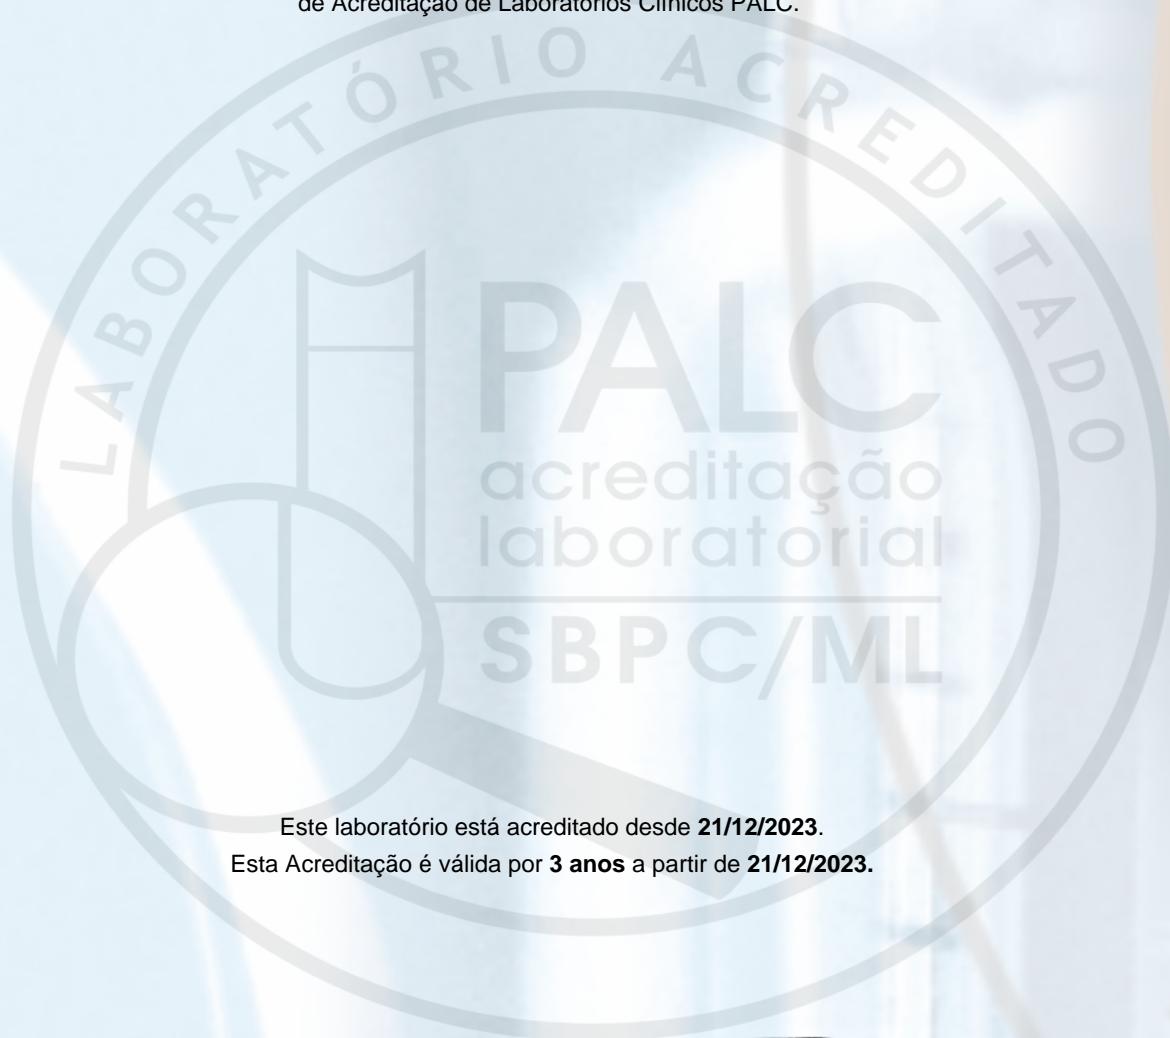 de Acreditação de Laboratórios Clínicos PALC.
LABORATÓRIO ACREDITADO
PALC
acreditação
laboratorial
SBPC/ML
Este laboratório está acreditado desde 21/12/2023.
Esta Acreditação é válida por 3 anos a partir de 21/12/2023.